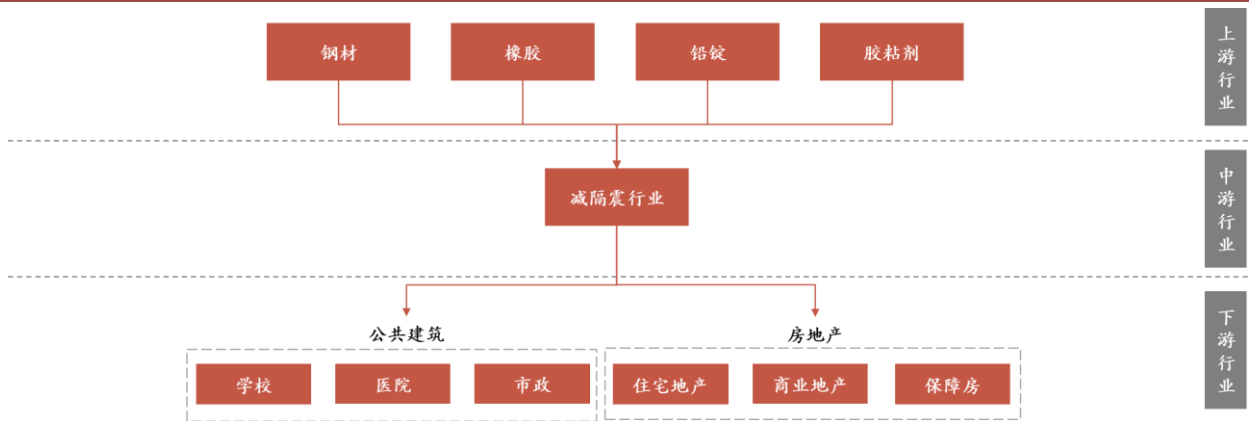 钢材
橡胶
铅锭
胶粘剂
上游行业
减隔震行业
中游行业
公共建筑
房地产
学校
医院
市政
住宅地产
商业地产
保障房
下游行业